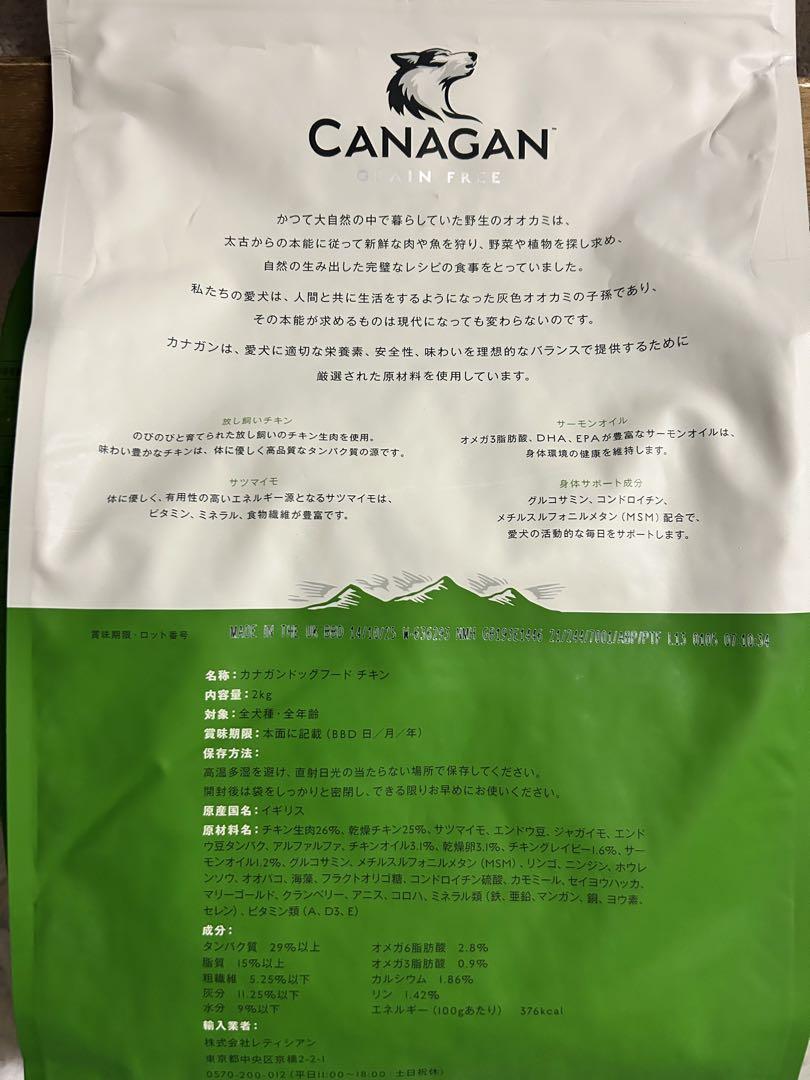 CANAGAN™
GRAIN FREE
かつて大自然の中で暮らしていた野生のオオカミは、
太古からの本能に従って新鮮な肉や魚を狩り、野菜や植物を探し求め、
自然の生み出した完璧なレシピの食事をとっていました。
私たちの愛犬は、人間と共に生活をするようになった灰色オオカミの子孫であり、
その本能が求めるものは現代になっても変わらないのです。
カナガンは、愛犬に適切な栄養素、安全性、味わいを理想的なバランスで提供するために
厳選された原材料を使用しています。
放し飼いチキン
のびのびと育てられた放し飼いのチキン生肉を使用。
味わい豊かなチキンは、体に優しく高品質なタンパク質の源です。
サーモンオイル
オメガ3脂肪酸、DHA、EPAが豊富なサーモンオイルは、
身体環境の健康を維持します。
サツマイモ
体に優しく、有用性の高いエネルギー源となるサツマイモは、
ビタミン、ミネラル、食物繊維が豊富です。
身体サポート成分
グルコサミン、コンドロイチン、
メチルスルフォニルメタン（MSM）配合で、
愛犬の活動的な毎日をサポートします。
賞味期限・ロット番号 MADE IN THE UK BBD 14/10/25 NMH L13 0105 07:10:34
名称：カナガンドッグフード チキン
内容量：2kg
対象：全犬種・全年齢
賞味期限：本面に記載（BBD 日／月／年）
保存方法：
高温多湿を避け、直射日光の当たらない場所で保存してください。
開封後は袋をしっかりと密閉し、できる限りお早めにお使いください。
原産国名：イギリス
原材料名：チキン生肉26%、乾燥チキン25%、サツマイモ、エンドウ豆、ジャガイモ、エンド
ウ豆タンパク、アルファルファ、チキンオイル3.1%、乾燥卵3.1%、チキングレイビー1.6%、サー
モンオイル1.2%、グルコサミン、メチルスルフォニルメタン（MSM）、リンゴ、ニンジン、ホウレ
ンソウ、オオバコ、海藻、フラクトオリゴ糖、コンドロイチン硫酸、カモミール、セイヨウハッカ、
マリーゴールド、クランベリー、アニス、コロハ、ミネラル類（鉄、亜鉛、マンガン、銅、ヨウ素、
セレン）、ビタミン類（A、D3、E）
成分：
タンパク質 29%以上 オメガ6脂肪酸 2.8%
脂質 15%以上 オメガ3脂肪酸 0.9%
粗繊維 5.25%以下 カルシウム 1.86%
灰分 11.25%以下 リン 1.42%
水分 9%以下 エネルギー（100gあたり） 376kcal
輸入業者：
株式会社レティシアン
東京都中央区京橋2-2-1
0570-200-012（平日11:00～18:00 土日祝休）